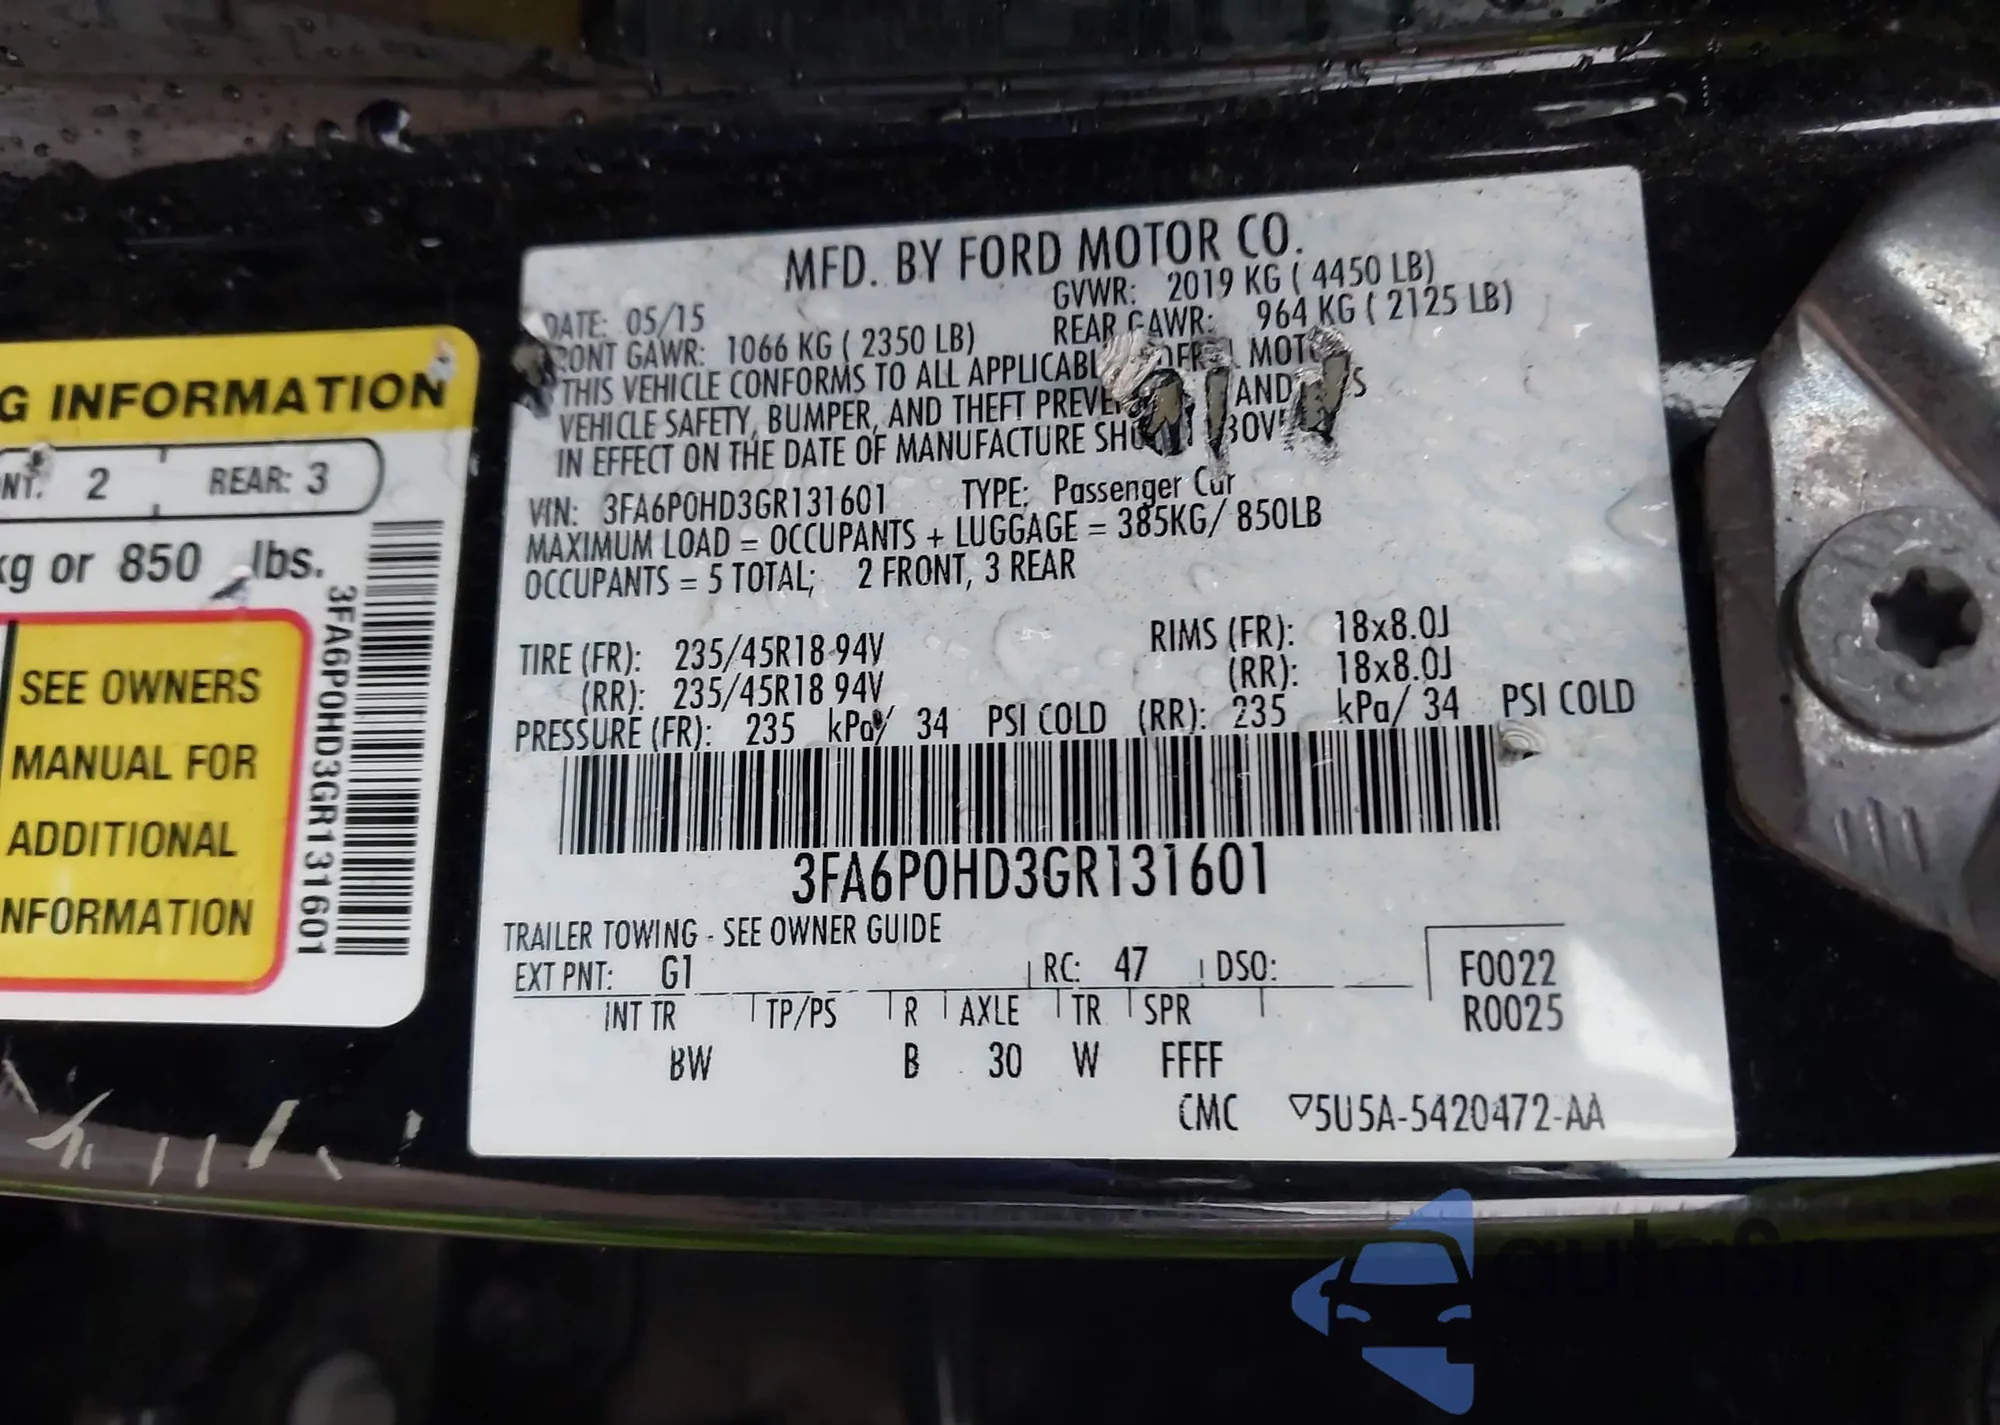 G INFORMATION
NT: 2 REAR: 3
kg or 850 lbs.
SEE OWNERS
MANUAL FOR
ADDITIONAL
NFORMATION
3FA6P0HD3GR131601
MFD. BY FORD MOTOR CO.
DATE: 05/15 GVWR: 2019 KG ( 4450 LB)
RONT GAWR: 1066 KG ( 2350 LB) REAR GAWR: 964 KG ( 2125 LB)
THIS VEHICLE CONFORMS TO ALL APPLICABL MOT
VEHICLE SAFETY, BUMPER, AND THEFT PREVE AND S
IN EFFECT ON THE DATE OF MANUFACTURE SH BOV
VIN: 3FA6P0HD3GR131601 TYPE: Passenger Car
MAXIMUM LOAD = OCCUPANTS + LUGGAGE = 385KG/ 850LB
OCCUPANTS = 5 TOTAL; 2 FRONT, 3 REAR
TIRE (FR): 235/45R18 94V RIMS (FR): 18x8.0J
(RR): 235/45R18 94V (RR): 18x8.0J
PRESSURE (FR): 235 kPa/ 34 PSI COLD (RR): 235 kPa/ 34 PSI COLD
3FA6P0HD3GR131601
TRAILER TOWING - SEE OWNER GUIDE
EXT PNT: G1 RC: 47 DSO: F0022
INT TR TP/PS R AXLE TR SPR R0025
BW B 30 W FFFF
CMC ▽5U5A-5420472-AA
autoSnap